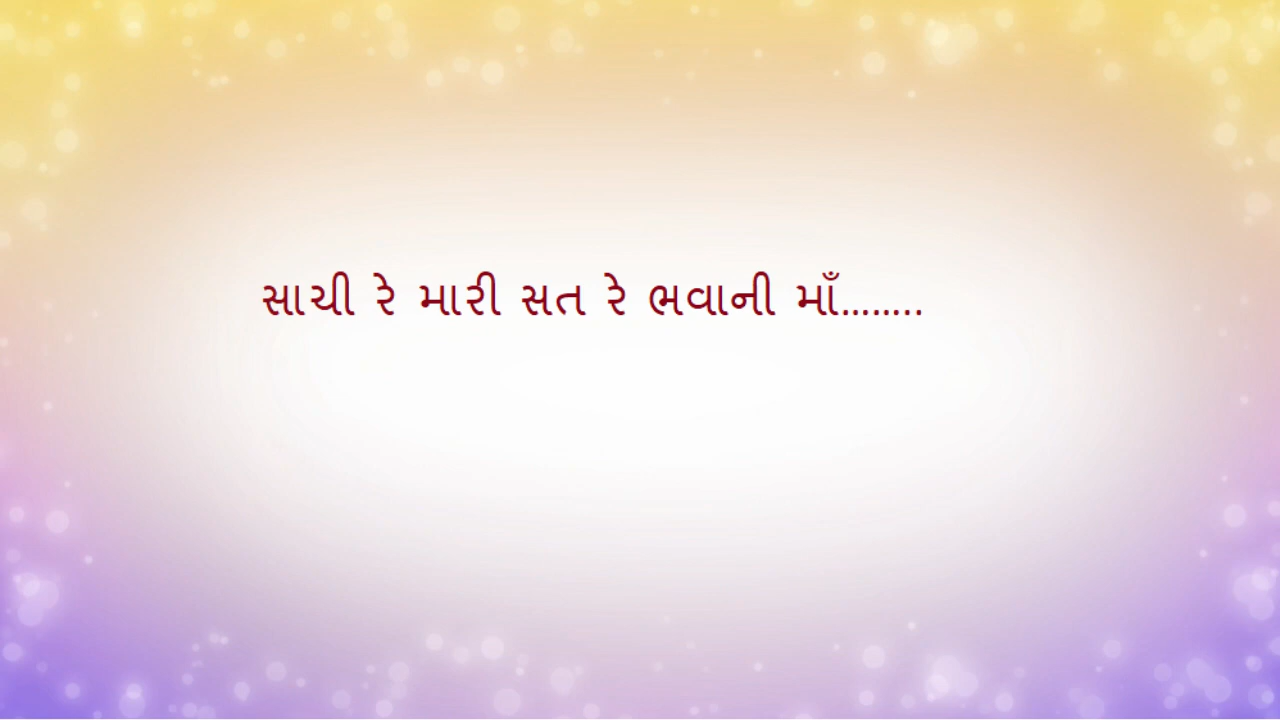 સાચી રે મારી સત રે ભવાની માઁ........